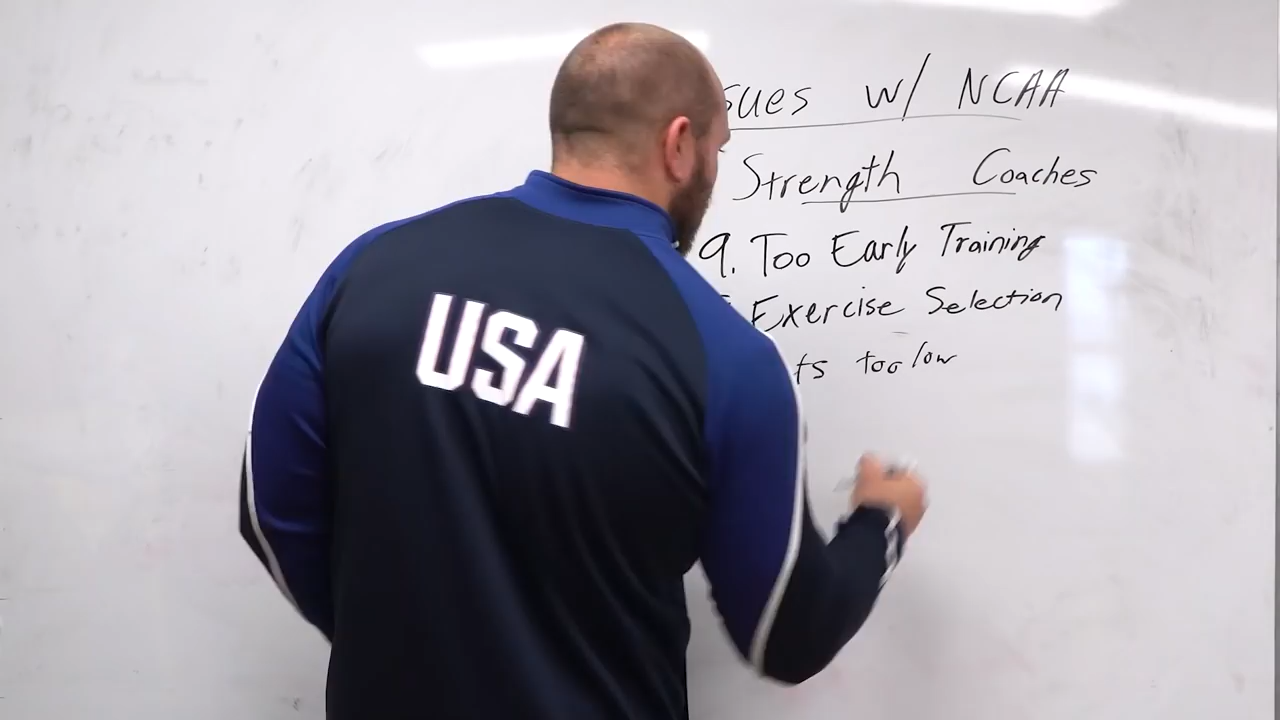 sues w/ NCAA
Strength Coaches
9. Too Early Training
Exercise Selection
ts too low
USA